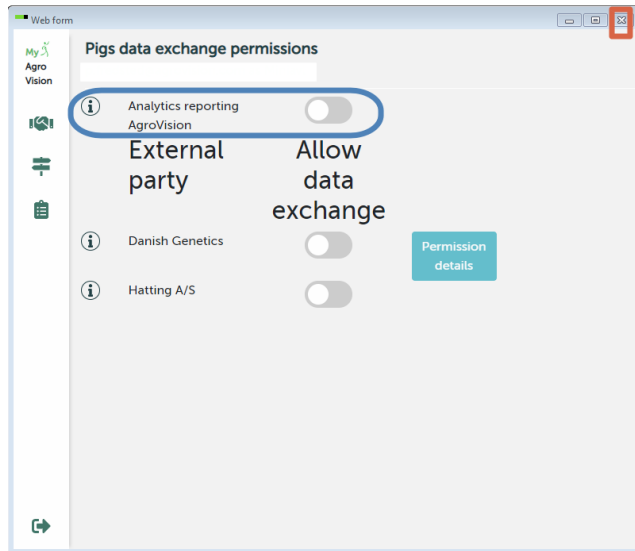 Web form
My
Agro
Vision
Pigs data exchange permissions
Analytics reporting
AgroVision
External
party
Allow
data
exchange
Danish Genetics
Permission
details
Hatting A/S